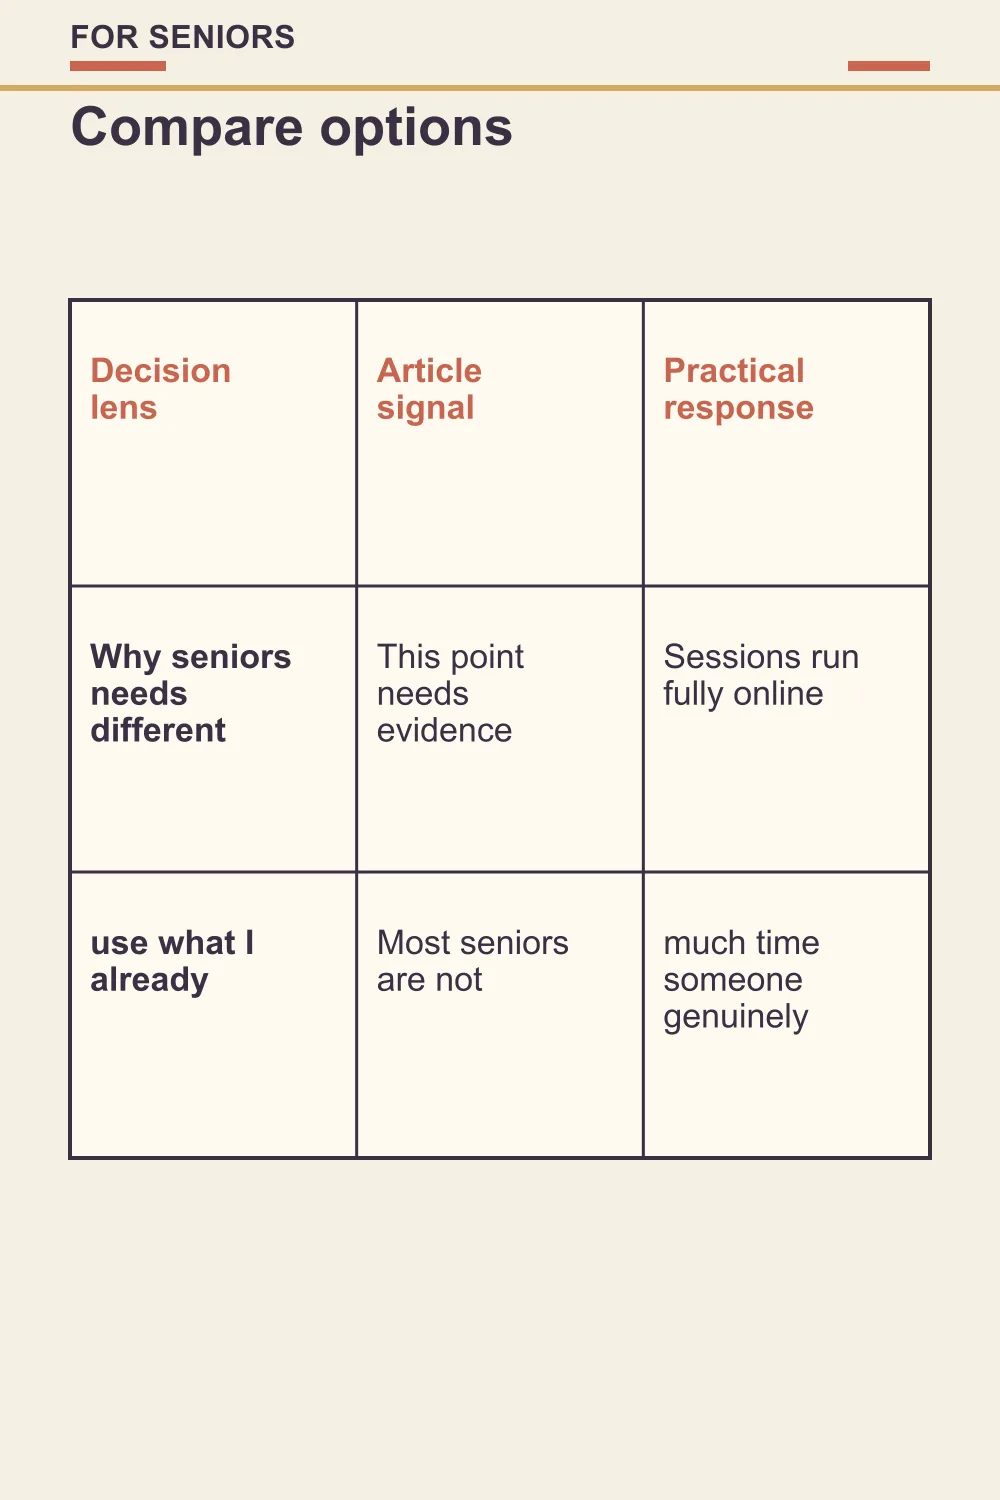 FOR SENIORS
Compare options
Decision
lens
Article
signal
Practical
response
Why seniors
needs
different
This point
needs
evidence
Sessions run
fully online
use what I
already
Most seniors
are not
much time
someone
genuinely